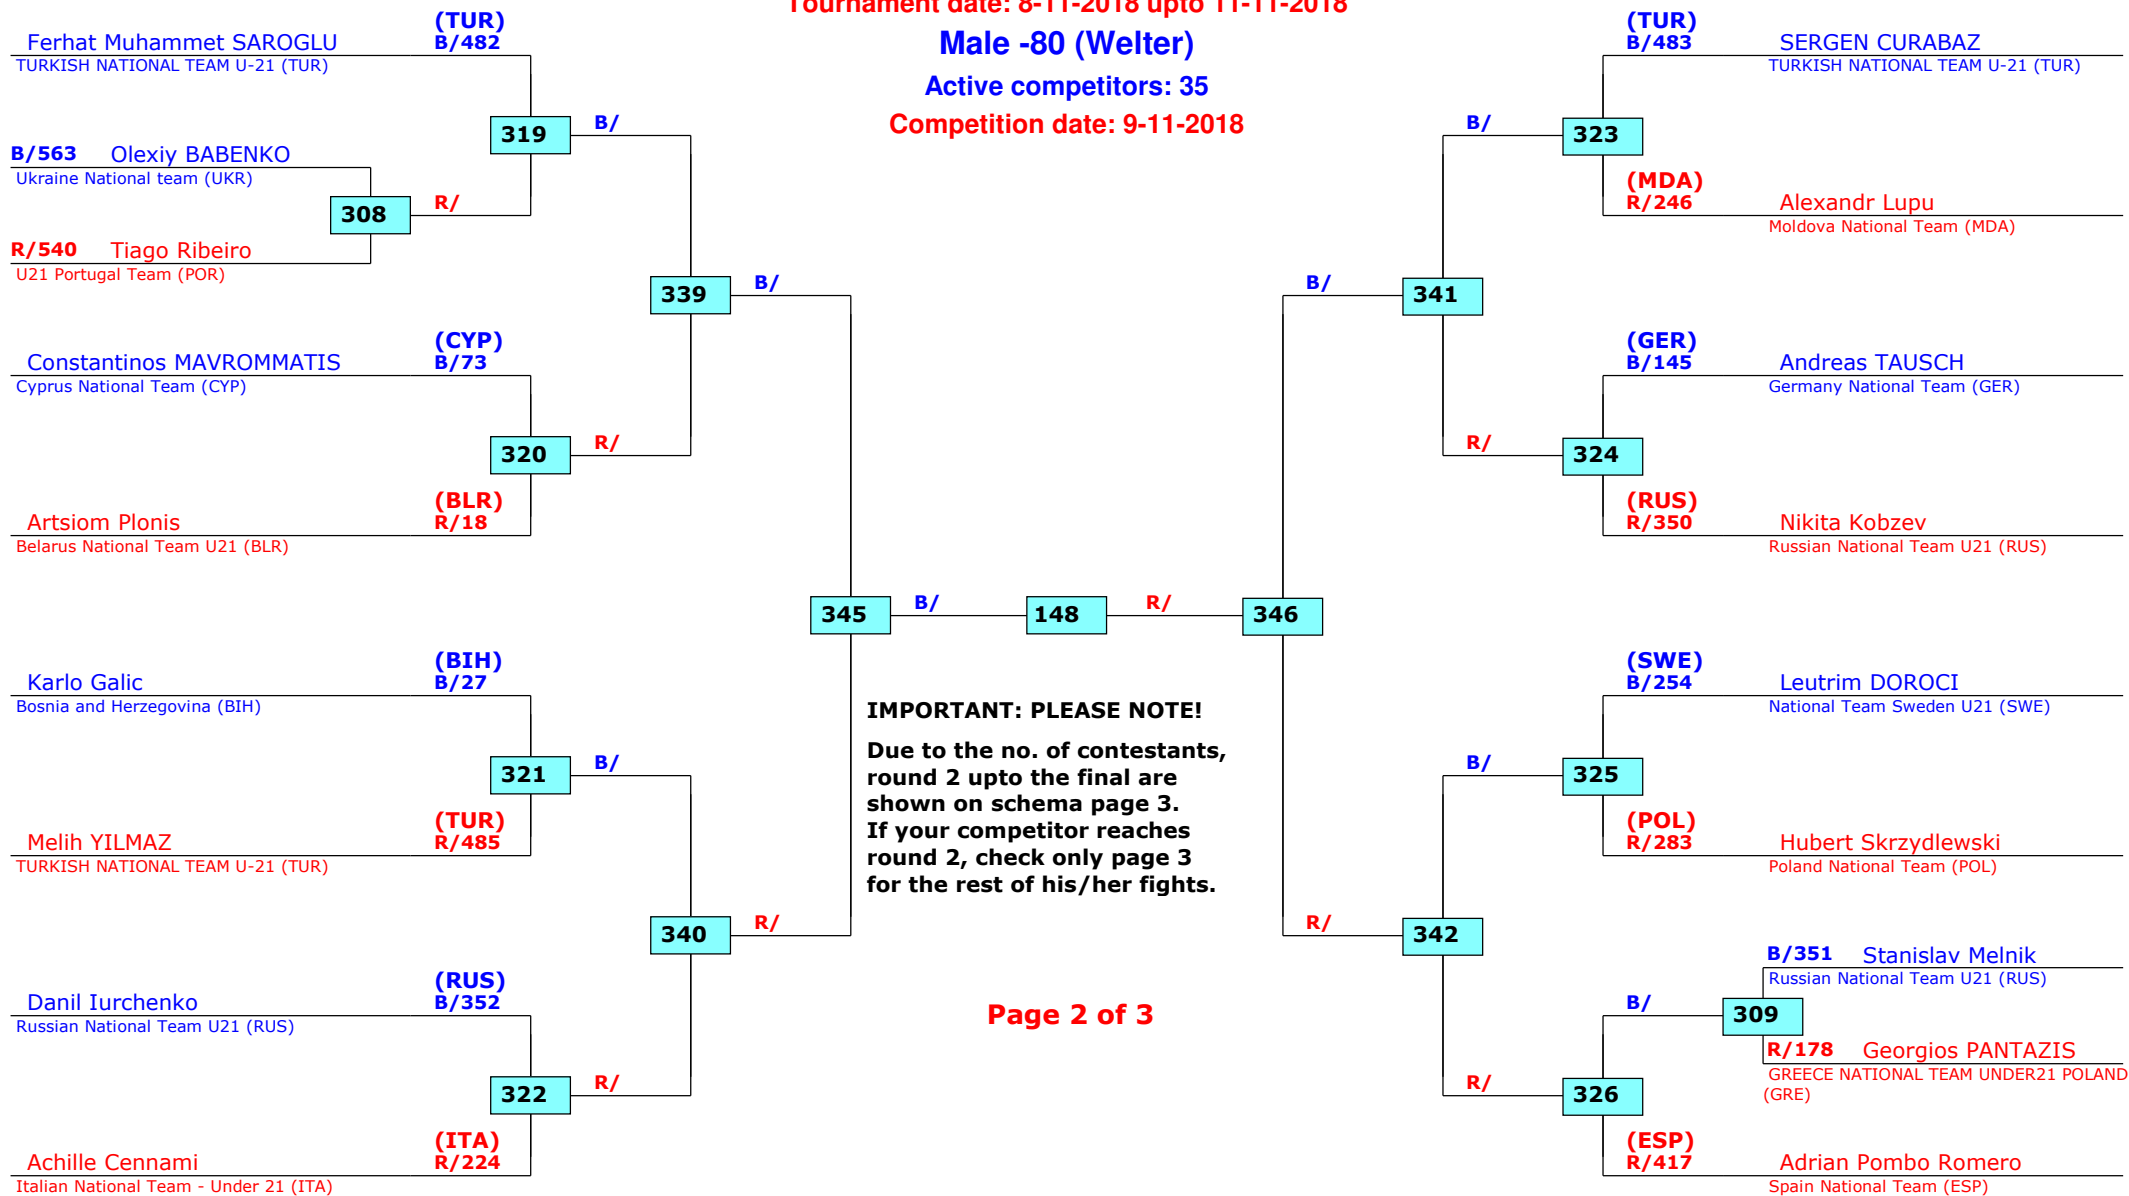 Tournament date: 8-11-2018 upto 11-11-2018
Male -80 (Welter)
Active competitors: 35
Competition date: 9-11-2018
(TUR)
Ferhat Muhammet SAROGLU B/482
TURKISH NATIONAL TEAM U-21 (TUR)
319 B/
B/563 Olexiy BABENKO
Ukraine National team (UKR)
308 R/
R/540 Tiago Ribeiro
U21 Portugal Team (POR)
339 B/
(CYP)
Constantinos MAVROMMATIS B/73
Cyprus National Team (CYP)
320 R/
(BLR)
Artsiom Plonis R/18
Belarus National Team U21 (BLR)
345 B/ 148 R/ 346
(BIH)
Karlo Galic B/27
Bosnia and Herzegovina (BIH)
321 B/
(TUR)
Melih YILMAZ R/485
TURKISH NATIONAL TEAM U-21 (TUR)
340 R/
(RUS)
Danil Iurchenko B/352
Russian National Team U21 (RUS)
322 R/
(ITA)
Achille Cennami R/224
Italian National Team - Under 21 (ITA)
IMPORTANT: PLEASE NOTE!
Due to the no. of contestants,
round 2 upto the final are
shown on schema page 3.
If your competitor reaches
round 2, check only page 3
for the rest of his/her fights.
Page 2 of 3
(TUR)
B/483 SERGEN CURABAZ
TURKISH NATIONAL TEAM U-21 (TUR)
B/ 323
(MDA)
R/246 Alexandr Lupu
Moldova National Team (MDA)
B/ 341
(GER)
B/145 Andreas TAUSCH
Germany National Team (GER)
R/ 324
(RUS)
R/350 Nikita Kobzev
Russian National Team U21 (RUS)
(SWE)
B/254 Leutrim DOROCI
National Team Sweden U21 (SWE)
B/ 325
(POL)
R/283 Hubert Skrzydlewski
Poland National Team (POL)
R/ 342
B/351 Stanislav Melnik
Russian National Team U21 (RUS)
B/ 309
R/178 Georgios PANTAZIS
GREECE NATIONAL TEAM UNDER21 POLAND
(GRE)
R/ 326
(ESP)
R/417 Adrian Pombo Romero
Spain National Team (ESP)